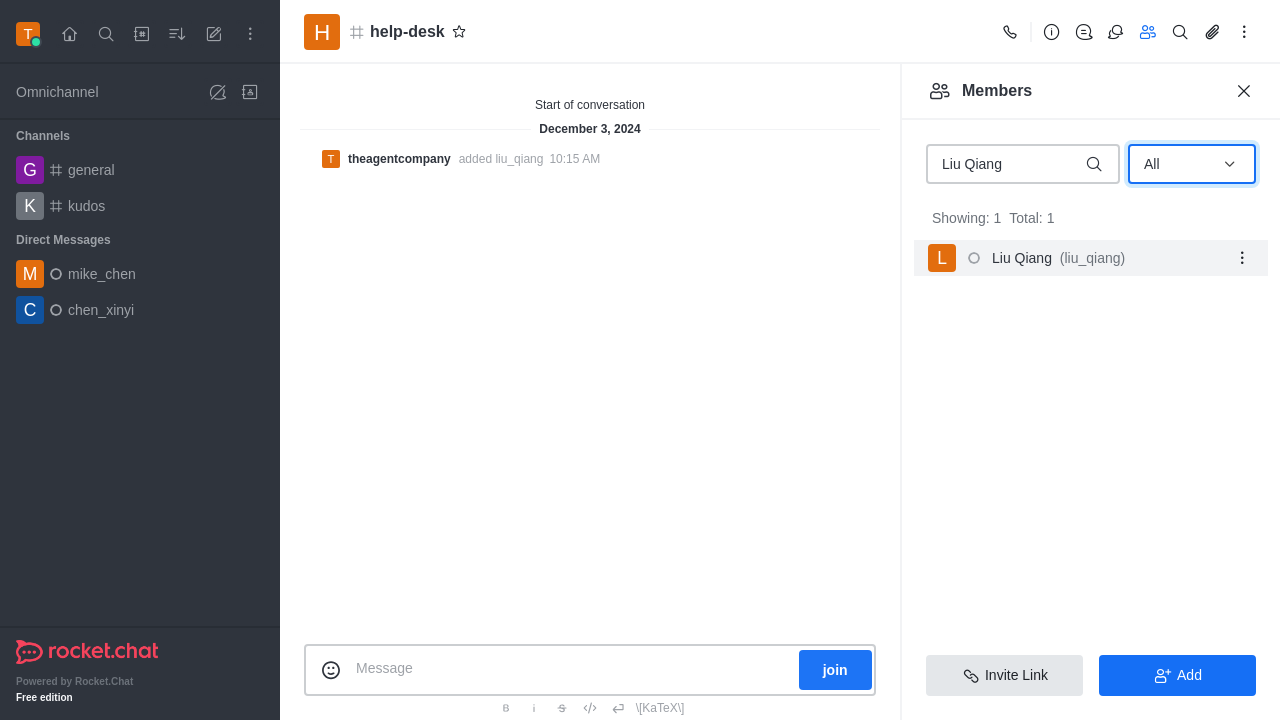 T
Omnichannel
Channels
G general
K kudos
Direct Messages
M mike_chen
C chen_xinyi
rocket.chat
Powered by Rocket.Chat
Free edition
H help-desk
Start of conversation
December 3, 2024
T theagentcompany added liu_qiang 10:15 AM
Message
join
B i S \[KaTeX\]
Members
Liu Qiang All
Showing: 1 Total: 1
L Liu Qiang (liu_qiang)
Invite Link Add